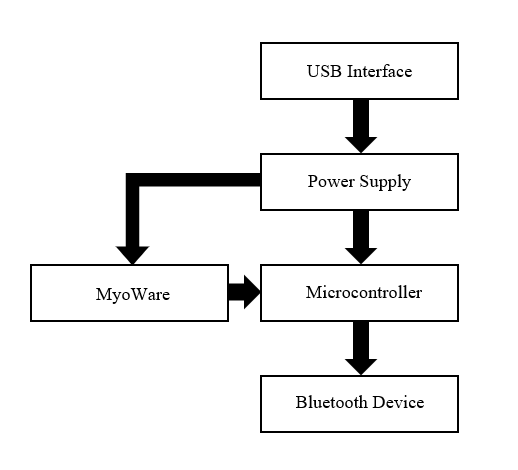 USB Interface
Power Supply
MyoWare
Microcontroller
Bluetooth Device